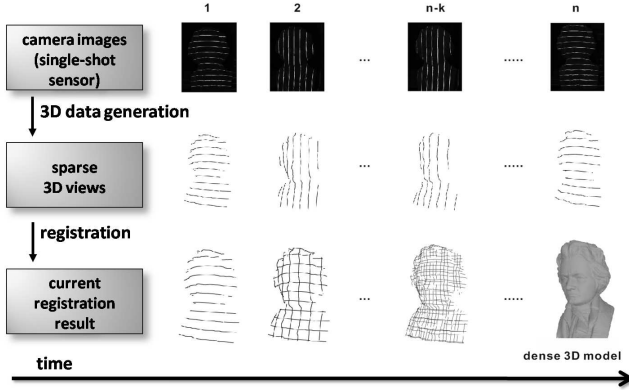 1 2 n-k n
camera images
(single-shot
sensor)
... .....
3D data generation
sparse
3D views
... .....
registration
current
registration
result
... .....
dense 3D model
time